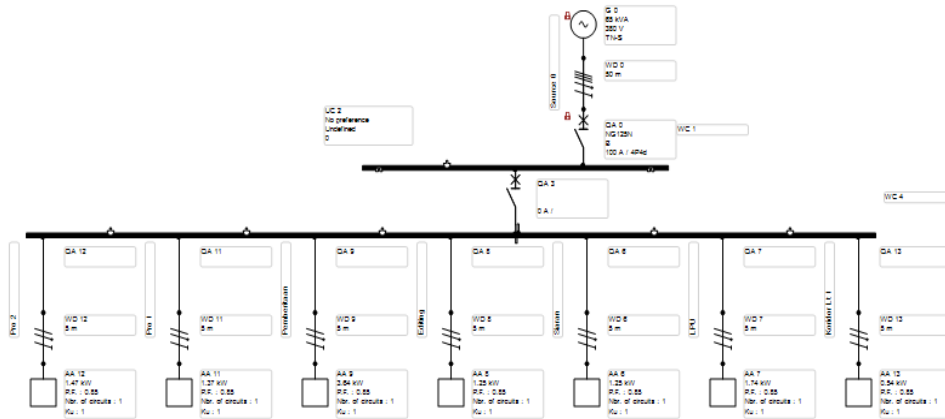 G 0
65 kVA
380 V
TN-S
Source 0
WD 0
50 m
UC 2
No preference
Undefined
0
QA 0
NG125N
B
100 A / 4P4d
WC 1
QA 3
0 A /
WC 4
QA 12
QA 11
QA 9
QA 8
QA 6
QA 7
QA 13
Pro 2
Pro 1
Pemberitaan
Editing
Siaran
LPU
Koridor Lt 1
WD 12
5 m
WD 11
5 m
WD 9
5 m
WD 8
5 m
WD 6
5 m
WD 7
5 m
WD 13
5 m
AA 12
1.47 kW
P.F. : 0.85
Nbr. of circuits : 1
Ku : 1
AA 11
1.27 kW
P.F. : 0.85
Nbr. of circuits : 1
Ku : 1
AA 9
3.64 kW
P.F. : 0.85
Nbr. of circuits : 1
Ku : 1
AA 8
1.25 kW
P.F. : 0.85
Nbr. of circuits : 1
Ku : 1
AA 6
1.25 kW
P.F. : 0.85
Nbr. of circuits : 1
Ku : 1
AA 7
1.74 kW
P.F. : 0.85
Nbr. of circuits : 1
Ku : 1
AA 13
0.54 kW
P.F. : 0.85
Nbr. of circuits : 1
Ku : 1